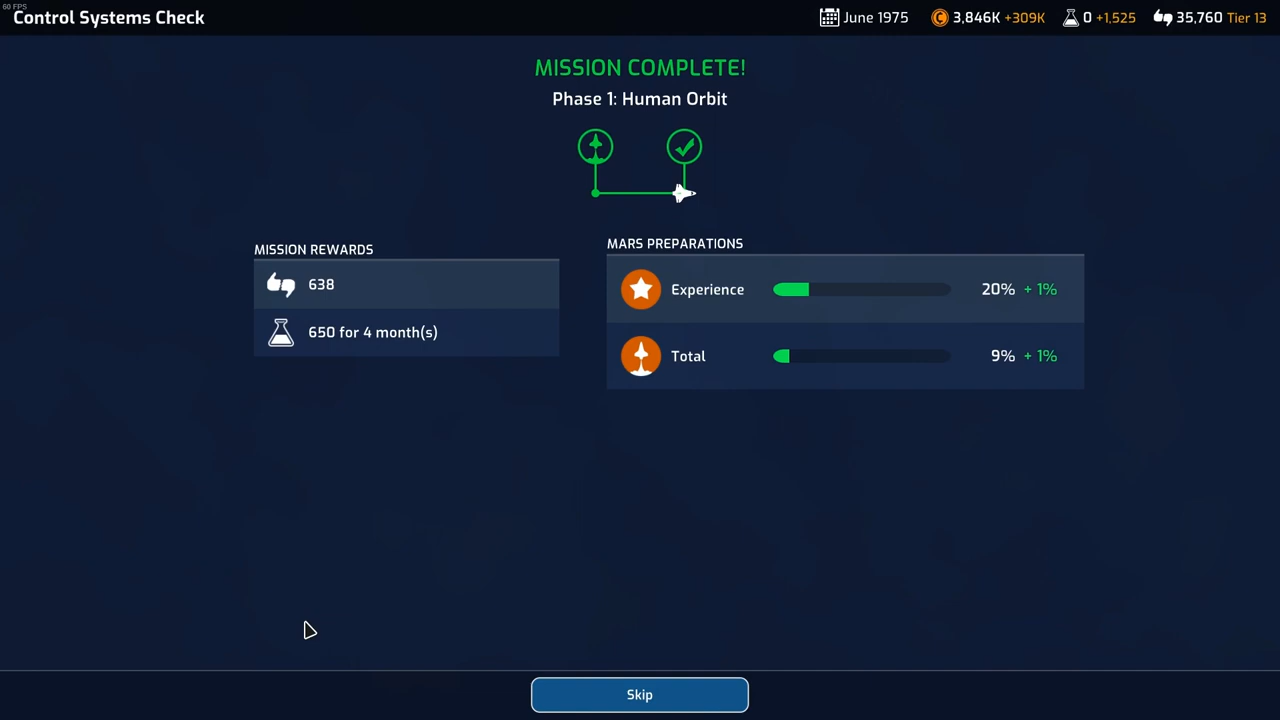 60 FPS
Control Systems Check
June 1975
3,846K +309K
0 +1,525
35,760 Tier 13
MISSION COMPLETE!
Phase 1: Human Orbit
MISSION REWARDS
638
650 for 4 month(s)
MARS PREPARATIONS
Experience 20% + 1%
Total 9% + 1%
Skip